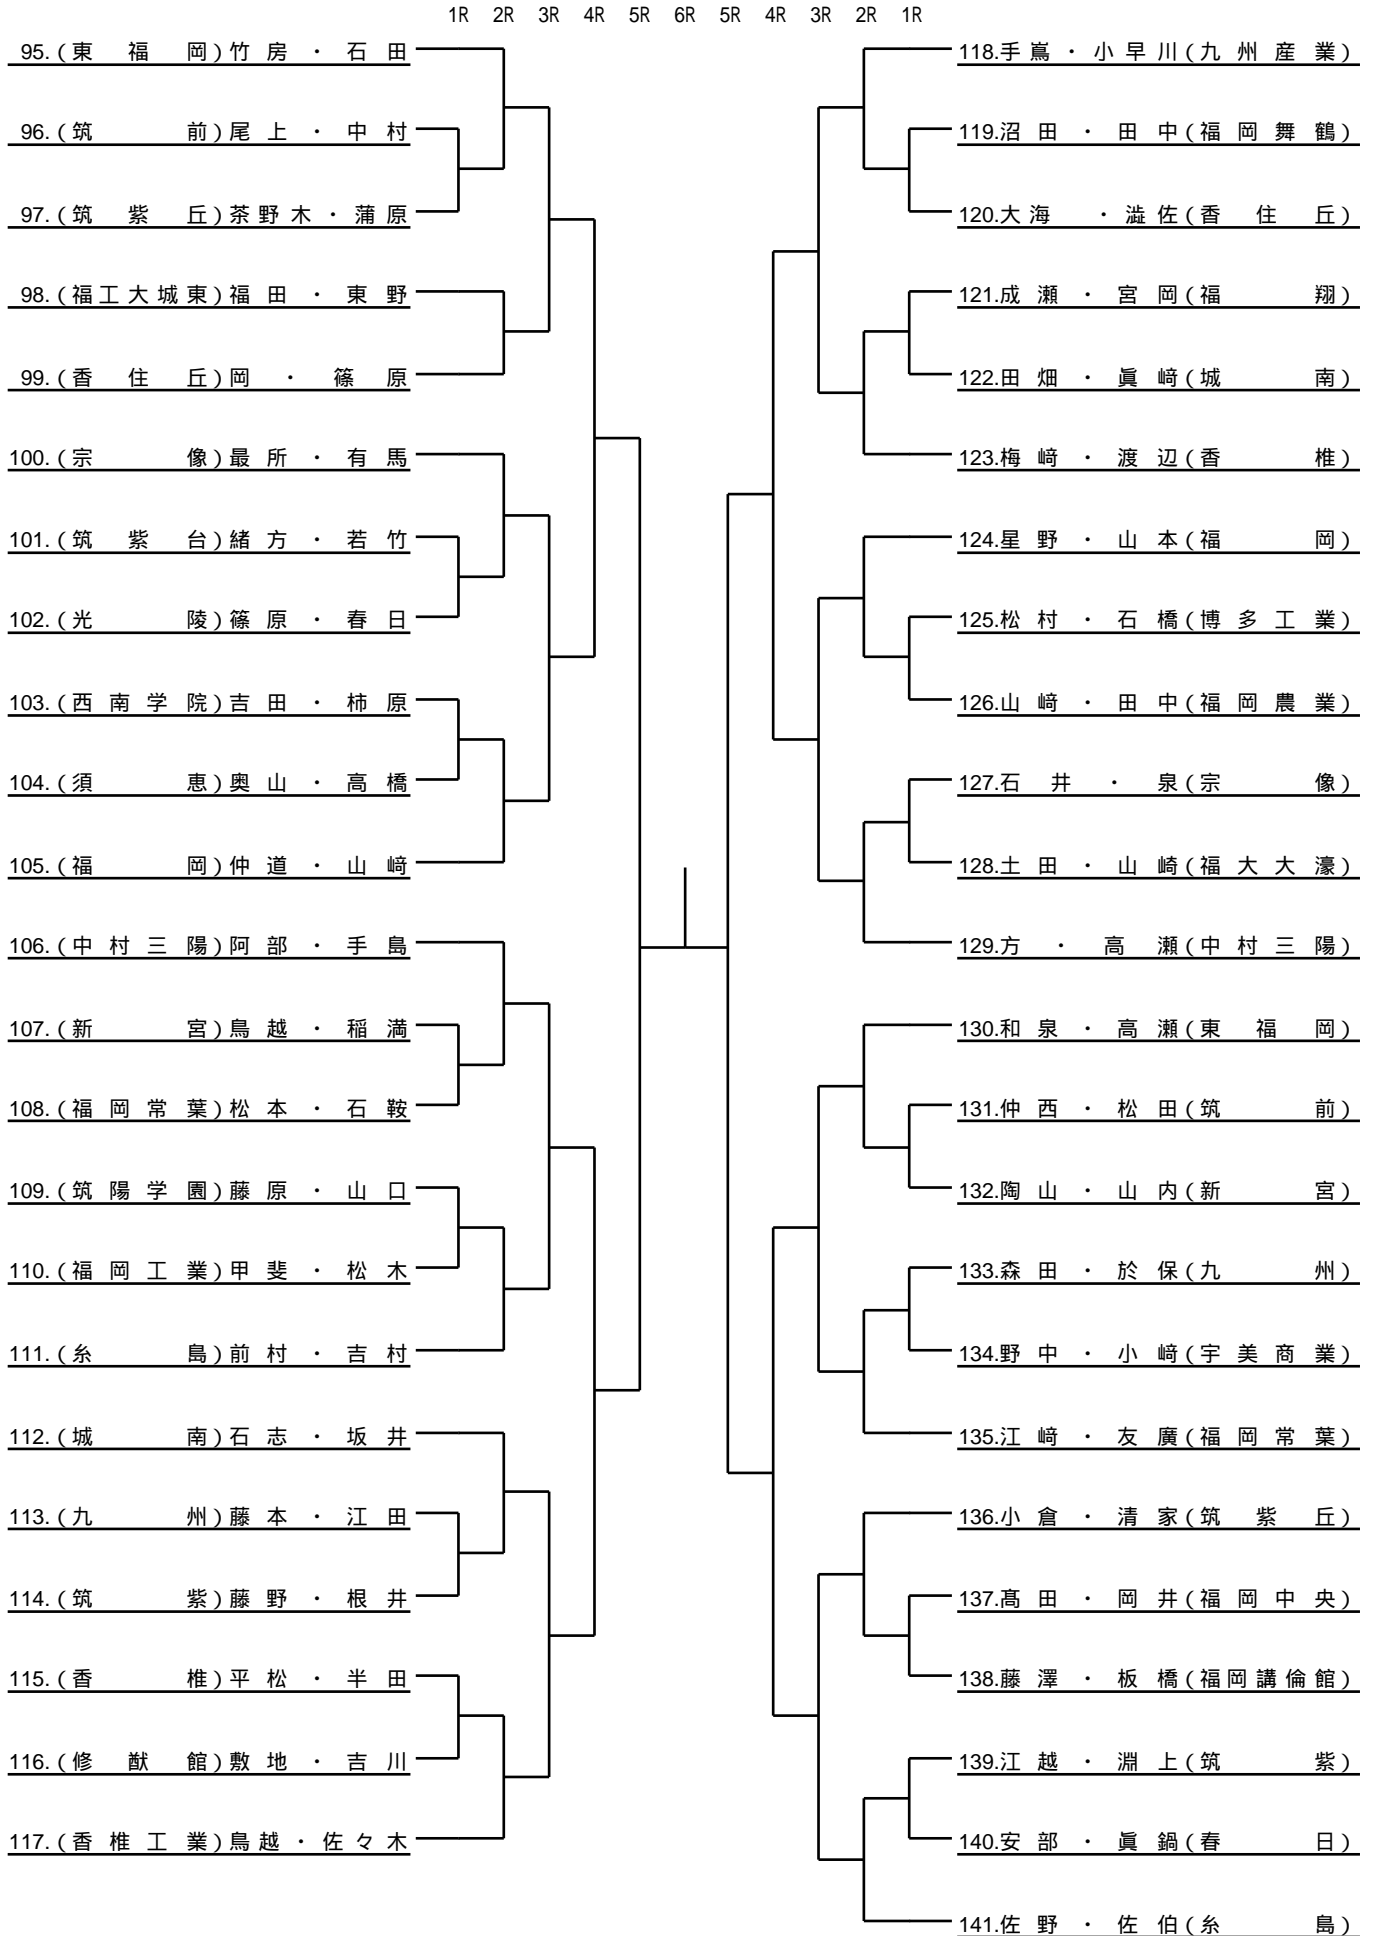 1R 2R 3R 4R 5R 6R 5R 4R 3R 2R 1R
95.(東福岡)竹房・石田
96.(筑前)尾上・中村
97.(筑紫丘)茶野木・蒲原
98.(福工大城東)福田・東野
99.(香住丘)岡・篠原
100.(宗像)最所・有馬
101.(筑紫台)緒方・若竹
102.(光陵)篠原・春日
103.(西南学院)吉田・柿原
104.(須恵)奥山・高橋
105.(福岡)仲道・山﨑
106.(中村三陽)阿部・手島
107.(新宮)鳥越・稲満
108.(福岡常葉)松本・石鞍
109.(筑陽学園)藤原・山口
110.(福岡工業)甲斐・松木
111.(糸島)前村・吉村
112.(城南)石志・坂井
113.(九州)藤本・江田
114.(筑紫)藤野・根井
115.(香椎)平松・半田
116.(修猷館)敷地・吉川
117.(香椎工業)鳥越・佐々木
118.手嶌・小早川(九州産業)
119.沼田・田中(福岡舞鶴)
120.大海・澁佐(香住丘)
121.成瀬・宮岡(福翔)
122.田畑・眞﨑(城南)
123.梅﨑・渡辺(香椎)
124.星野・山本(福岡)
125.松村・石橋(博多工業)
126.山﨑・田中(福岡農業)
127.石井・泉(宗像)
128.土田・山崎(福大大濠)
129.方・高瀬(中村三陽)
130.和泉・高瀬(東福岡)
131.仲西・松田(筑前)
132.陶山・山内(新宮)
133.森田・於保(九州)
134.野中・小﨑(宇美商業)
135.江﨑・友廣(福岡常葉)
136.小倉・清家(筑紫丘)
137.髙田・岡井(福岡中央)
138.藤澤・板橋(福岡講倫館)
139.江越・淵上(筑紫)
140.安部・眞鍋(春日)
141.佐野・佐伯(糸島)